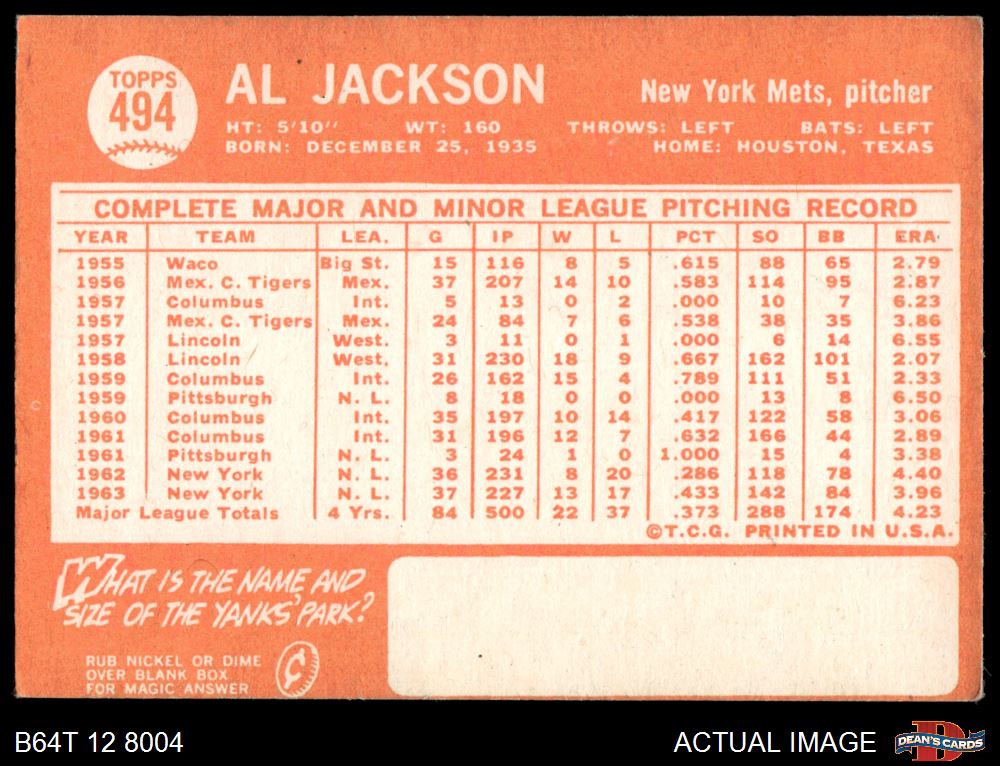 TOPPS
494
AL JACKSON
New York Mets, pitcher
HT: 5'10" WT: 160 THROWS: LEFT BATS: LEFT
BORN: DECEMBER 25, 1935 HOME: HOUSTON, TEXAS
COMPLETE MAJOR AND MINOR LEAGUE PITCHING RECORD
YEAR TEAM LEA. G IP W L PCT SO BB ERA
1955 Waco Big St. 15 116 8 5 .615 88 65 2.79
1956 Mex. C. Tigers Mex. 37 207 14 10 .583 114 95 2.87
1957 Columbus Int. 5 13 0 2 .000 10 7 6.23
1957 Mex. C. Tigers Mex. 24 84 7 6 .538 38 35 3.86
1957 Lincoln West. 3 11 0 1 .000 6 14 6.55
1958 Lincoln West. 31 230 18 9 .667 162 101 2.07
1959 Columbus Int. 26 162 15 4 .789 111 51 2.33
1959 Pittsburgh N. L. 8 18 0 0 .000 13 8 6.50
1960 Columbus Int. 35 197 10 14 .417 122 58 3.06
1961 Columbus Int. 31 196 12 7 .632 166 44 2.89
1961 Pittsburgh N. L. 3 24 1 0 1.000 15 4 3.38
1962 New York N. L. 36 231 8 20 .286 118 78 4.40
1963 New York N. L. 37 227 13 17 .433 142 84 3.96
Major League Totals 4 Yrs. 84 500 22 37 .373 288 174 4.23
©T.C.G. PRINTED IN U.S.A.
WHAT IS THE NAME AND
SIZE OF THE YANKS' PARK?
RUB NICKEL OR DIME
OVER BLANK BOX
FOR MAGIC ANSWER
¢
B64T 12 8004
ACTUAL IMAGE
DEAN'S CARDS